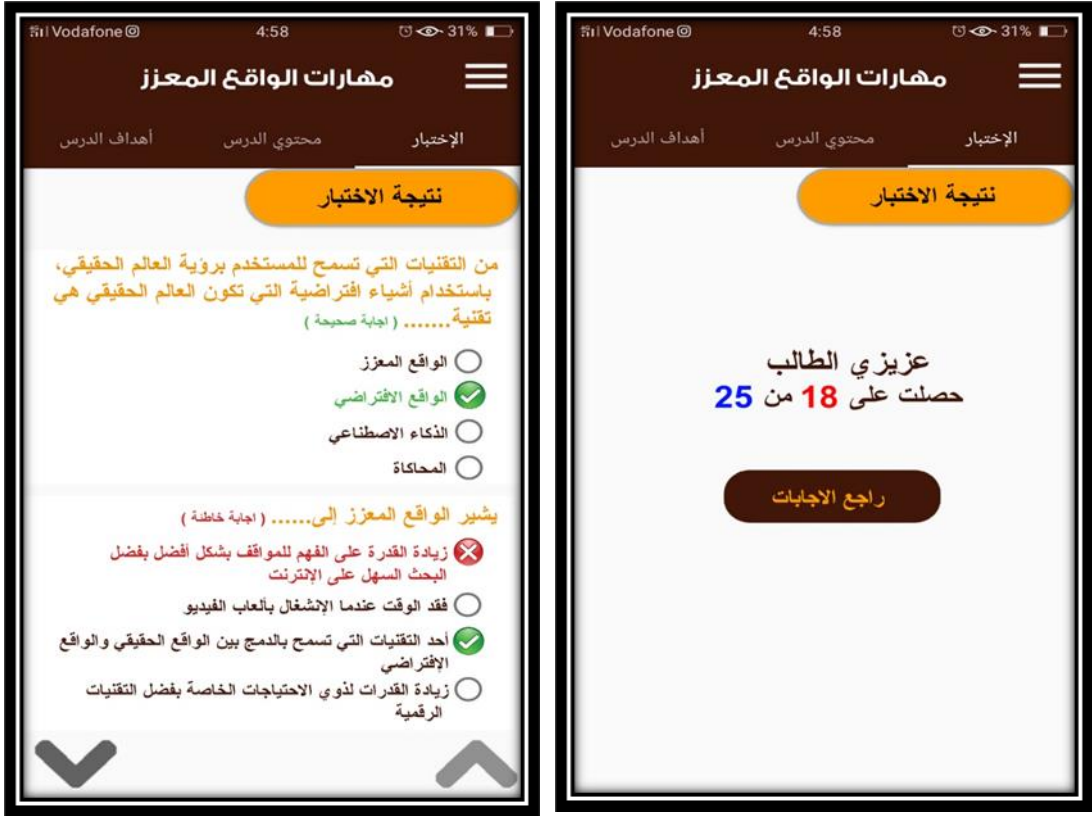 Vodafone 4:58 31%
مهارات الواقع المعزز
الإختبار محتوي الدرس أهداف الدرس
نتيجة الاختبار
من التقنيات التي تسمح للمستخدم برؤية العالم الحقيقي،
باستخدام أشياء افتراضية التي تكون العالم الحقيقي هي
تقنية....... ( اجابة صحيحة )
الواقع المعزز
الواقع الافتراضي
الذكاء الاصطناعي
المحاكاة
يشير الواقع المعزز إلى...... ( اجابة خاطئة )
زيادة القدرة على الفهم للمواقف بشكل أفضل بفضل
البحث السهل على الإنترنت
فقد الوقت عندما الإنشغال بألعاب الفيديو
أحد التقنيات التي تسمح بالدمج بين الواقع الحقيقي والواقع
الإفتراضي
زيادة القدرات لذوي الاحتياجات الخاصة بفضل التقنيات
الرقمية
Vodafone 4:58 31%
مهارات الواقع المعزز
الإختبار محتوي الدرس أهداف الدرس
نتيجة الاختبار
عزيزي الطالب
حصلت على 18 من 25
راجع الاجابات